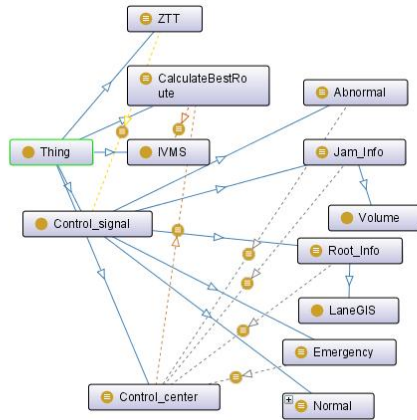 ZTT
CalculateBestRo
ute
Abnormal
Thing
IVMS
Jam_Info
Control_signal
Volume
Root_Info
LaneGIS
Emergency
Control_center
Normal